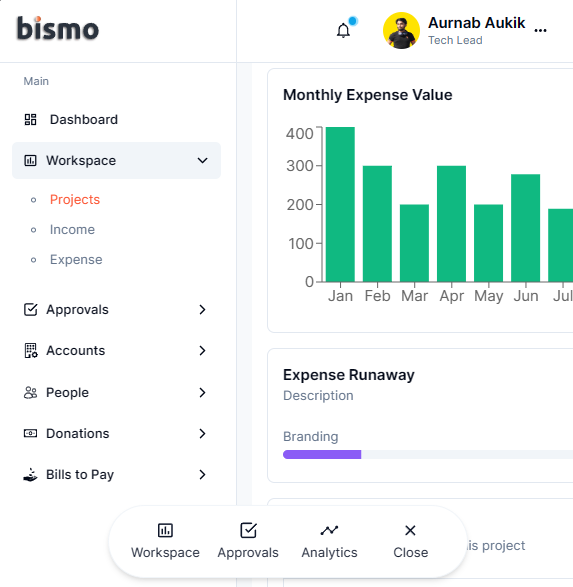 bismo
Aurnab Aukik
Tech Lead
Main
Dashboard
Workspace
Projects
Income
Expense
Approvals
Accounts
People
Donations
Bills to Pay
Monthly Expense Value
400
300
200
100
0
Jan Feb Mar Apr May Jun Jul
Expense Runaway
Description
Branding
is project
Workspace Approvals Analytics Close